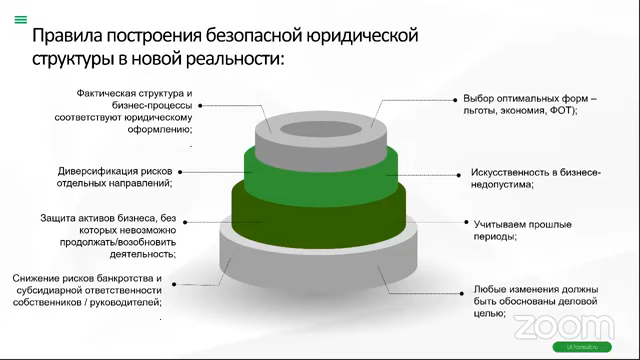 Правила построения безопасной юридической
структуры в новой реальности:
Фактическая структура и
бизнес-процессы
соответствуют юридическому
оформлению;
.
Диверсификация рисков
отдельных направлений;
Защита активов бизнеса, без
которых невозможно
продолжать/возобновить
деятельность;
Снижение рисков банкротства и
субсидиарной ответственности
собственников / руководителей;
.
Выбор оптимальных форм –
льготы, экономия, ФОТ);
Искусственность в бизнесе-
недопустима;
Учитываем прошлые
периоды;
Любые изменения должны
быть обоснованы деловой
целью;
zoom